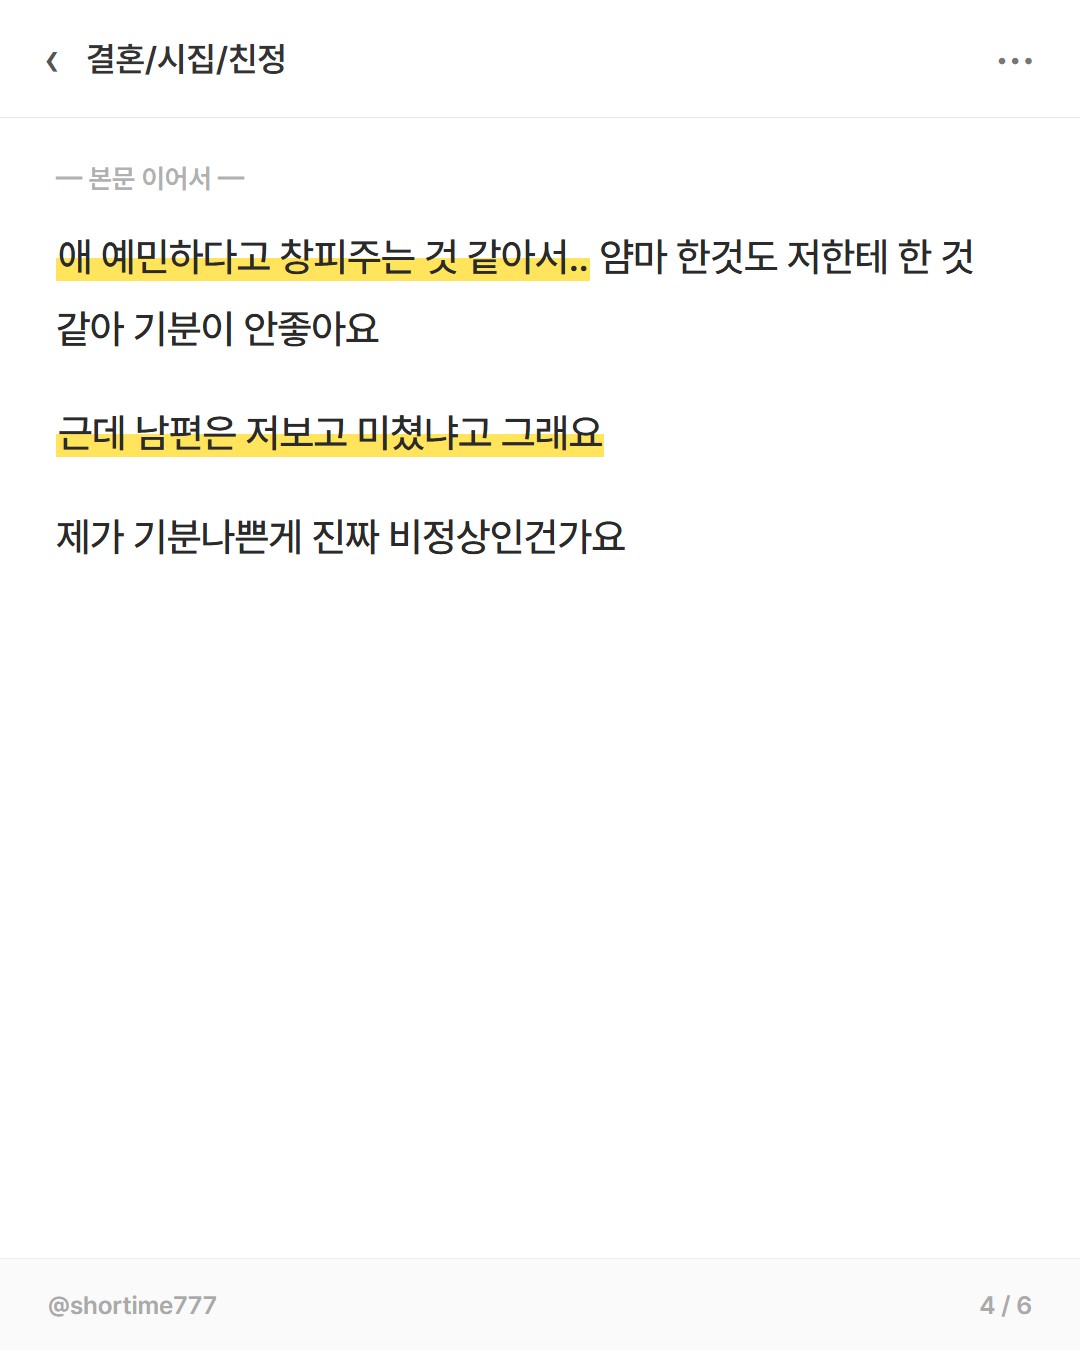 결혼/시집/친정
— 본문 이어서 —
애 예민하다고 창피주는 것 같아서.. 얌마 한것도 저한테 한 것
같아 기분이 안좋아요
근데 남편은 저보고 미쳤냐고 그래요
제가 기분나쁜게 진짜 비정상인건가요
@shortime777
4 / 6